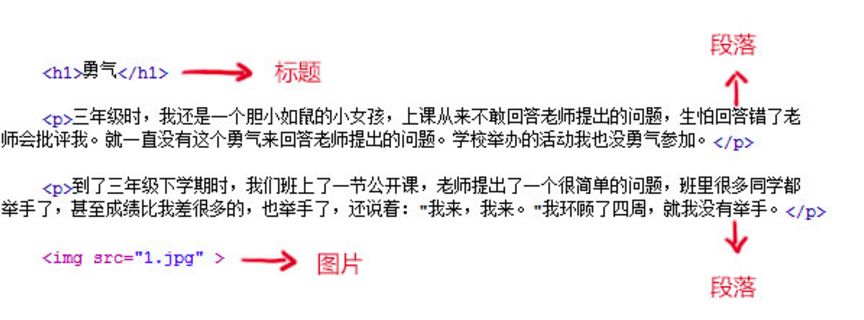 段落
<h1>勇气</h1> 标题
<p>三年级时，我还是一个胆小如鼠的小女孩，上课从来不敢回答老师提出的问题，生怕回答错了老
师会批评我。就一直没有这个勇气来回答老师提出的问题。学校举办的活动我也没勇气参加。</p>
<p>到了三年级下学期时，我们班上了一节公开课，老师提出了一个很简单的问题，班里很多同学都
举手了，甚至成绩比我差很多的，也举手了，还说着："我来，我来。"我环顾了四周，就我没有举手。</p>
<img src="1.jpg" > 图片
段落